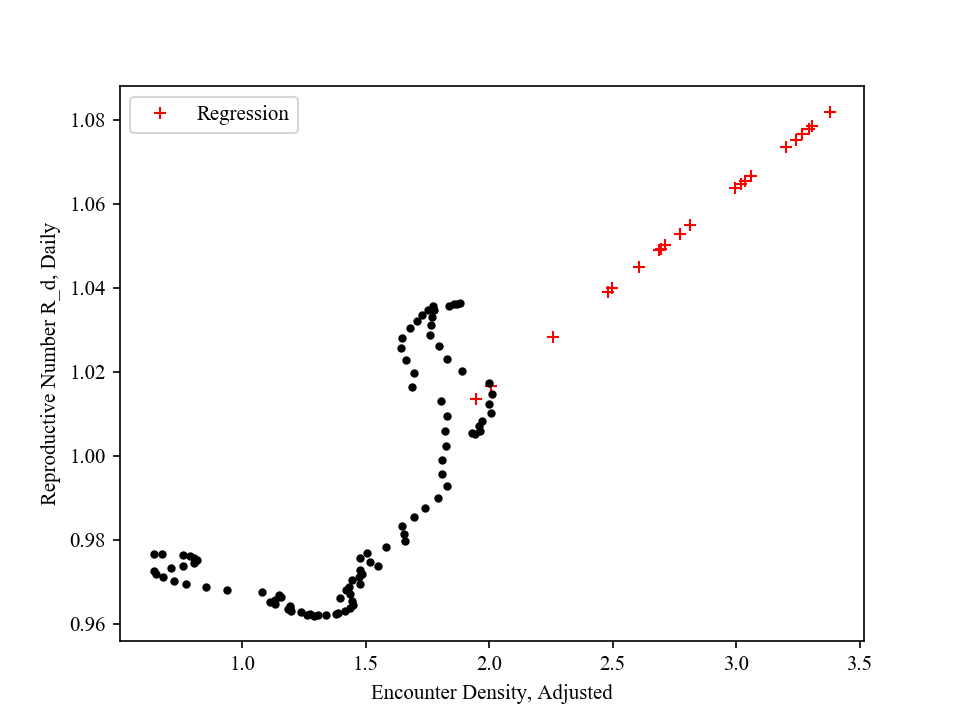 Regression
1.08
1.06
1.04
1.02
1.00
0.98
0.96
Reproductive Number R_d, Daily
1.0 1.5 2.0 2.5 3.0 3.5
Encounter Density, Adjusted